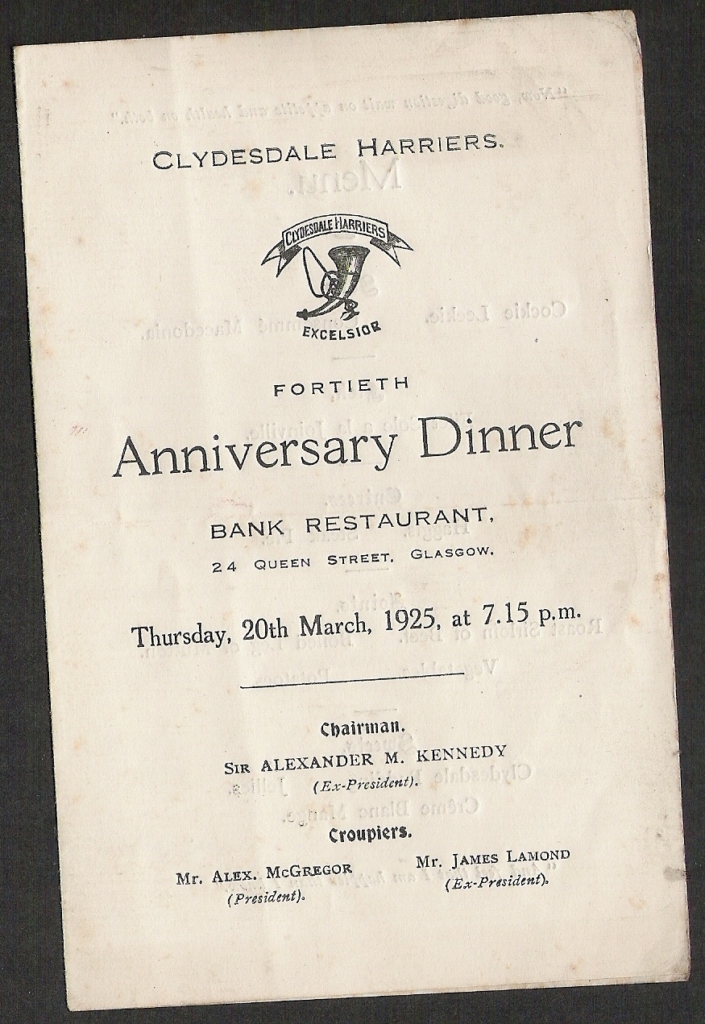 CLYDESDALE HARRIERS.
CLYDESDALE HARRIERS
EXCELSIOR
FORTIETH
Anniversary Dinner
BANK RESTAURANT,
24 QUEEN STREET, GLASGOW.
Thursday, 20th March, 1925, at 7.15 p.m.
Chairman.
SIR ALEXANDER M. KENNEDY
(Ex-President).
Croupiers.
Mr. ALEX. MCGREGOR
(President).
Mr. JAMES LAMOND
(Ex-President).